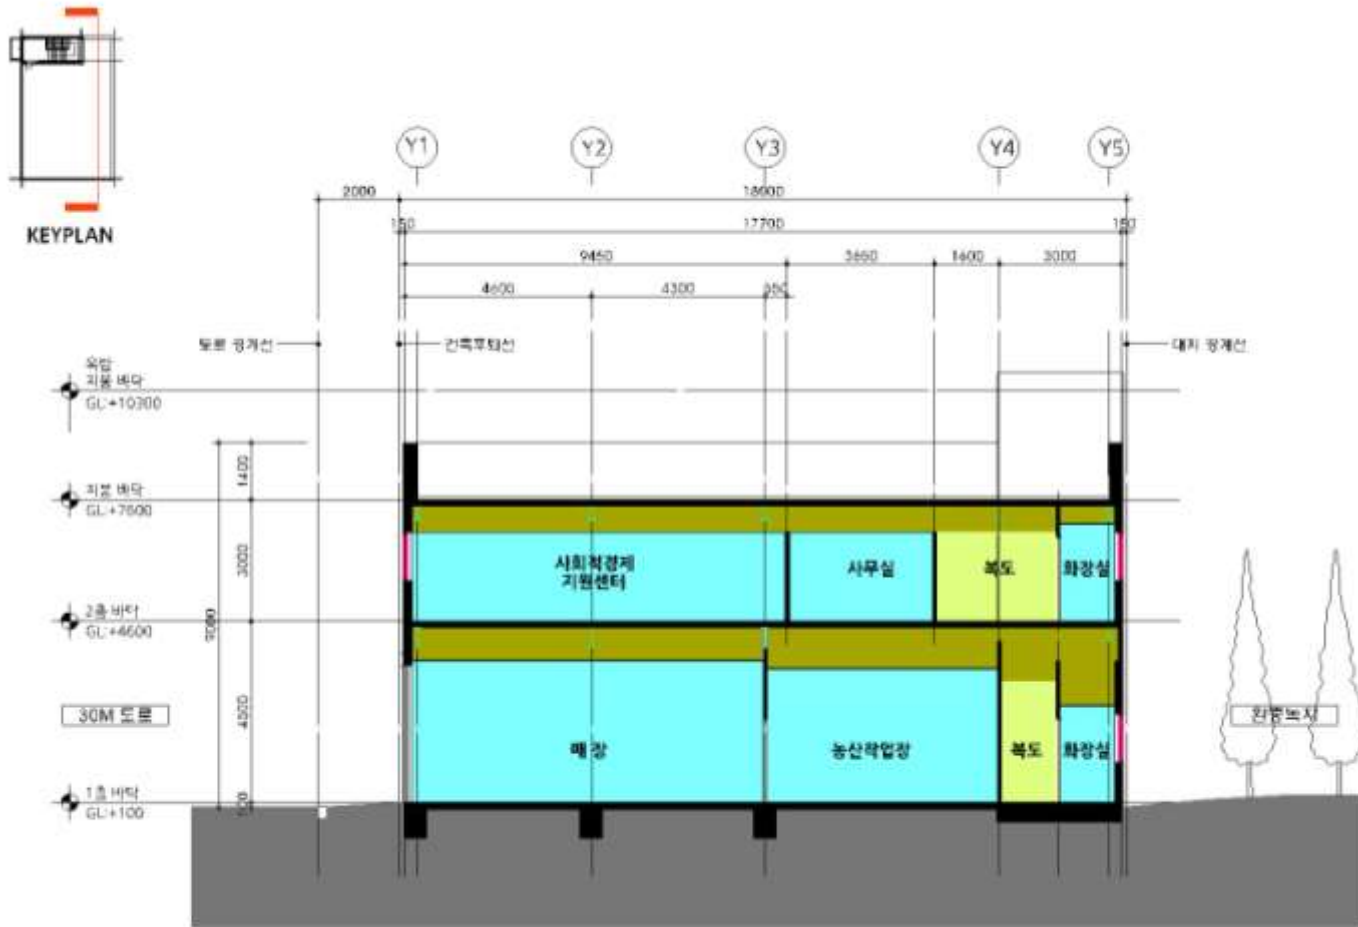 KEYPLAN
Y1 Y2 Y3 Y4 Y5
2000 18000
150 17700 150
9450 3650 1600 3000
4600 4300 550
도로 경계선
건축후퇴선
대지 경계선
옥탑
지붕 바닥
GL:+10300
지붕 바닥
GL:+7600
2층 바닥
GL:+4600
1층 바닥
GL:+100
1400
3000
9000
4500
100
사회적경제
지원센터
사무실
복도
화장실
매장
농산작업장
복도
화장실
30M 도로
완충녹지